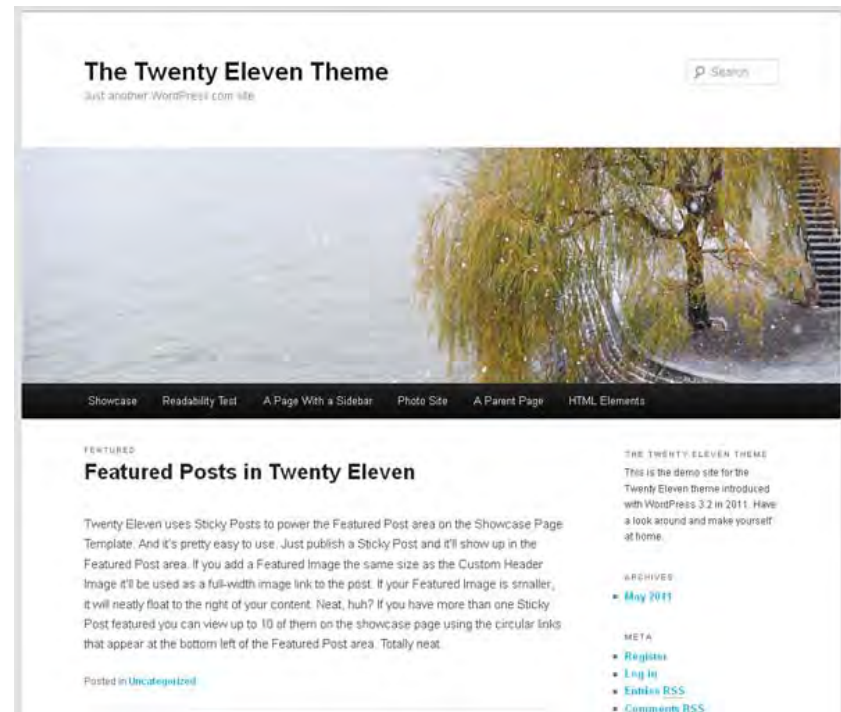 The Twenty Eleven Theme
Just another WordPress.com site
Search
Showcase Readability Test A Page With a Sidebar Photo Site A Parent Page HTML Elements
FEATURED
Featured Posts in Twenty Eleven
Twenty Eleven uses Sticky Posts to power the Featured Post area on the Showcase Page
Template. And it's pretty easy to use. Just publish a Sticky Post and it'll show up in the
Featured Post area. If you add a Featured Image the same size as the Custom Header
Image it'll be used as a full-width image link to the post. If your Featured Image is smaller,
it will neatly float to the right of your content. Neat, huh? If you have more than one Sticky
Post featured you can view up to 10 of them on the showcase page using the circular links
that appear at the bottom left of the Featured Post area. Totally neat.
Posted in Uncategorized
THE TWENTY ELEVEN THEME
This is the demo site for the
Twenty Eleven theme introduced
with WordPress 3.2 in 2011. Have
a look around and make yourself
at home.
ARCHIVES
May 2011
META
Register
Log in
Entries RSS
Comments RSS